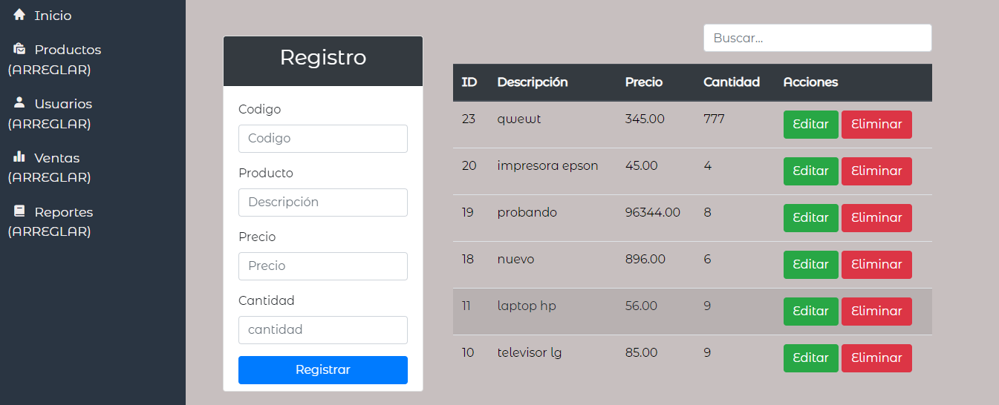 Inicio
Productos
(ARREGLAR)
Usuarios
(ARREGLAR)
Ventas
(ARREGLAR)
Reportes
(ARREGLAR)
Registro
Codigo
Codigo
Producto
Descripción
Precio
Precio
Cantidad
cantidad
Registrar
Buscar...
ID Descripción Precio Cantidad Acciones
23 qwewt 345.00 777 Editar Eliminar
20 impresora epson 45.00 4 Editar Eliminar
19 probando 96344.00 8 Editar Eliminar
18 nuevo 896.00 6 Editar Eliminar
11 laptop hp 56.00 9 Editar Eliminar
10 televisor lg 85.00 9 Editar Eliminar